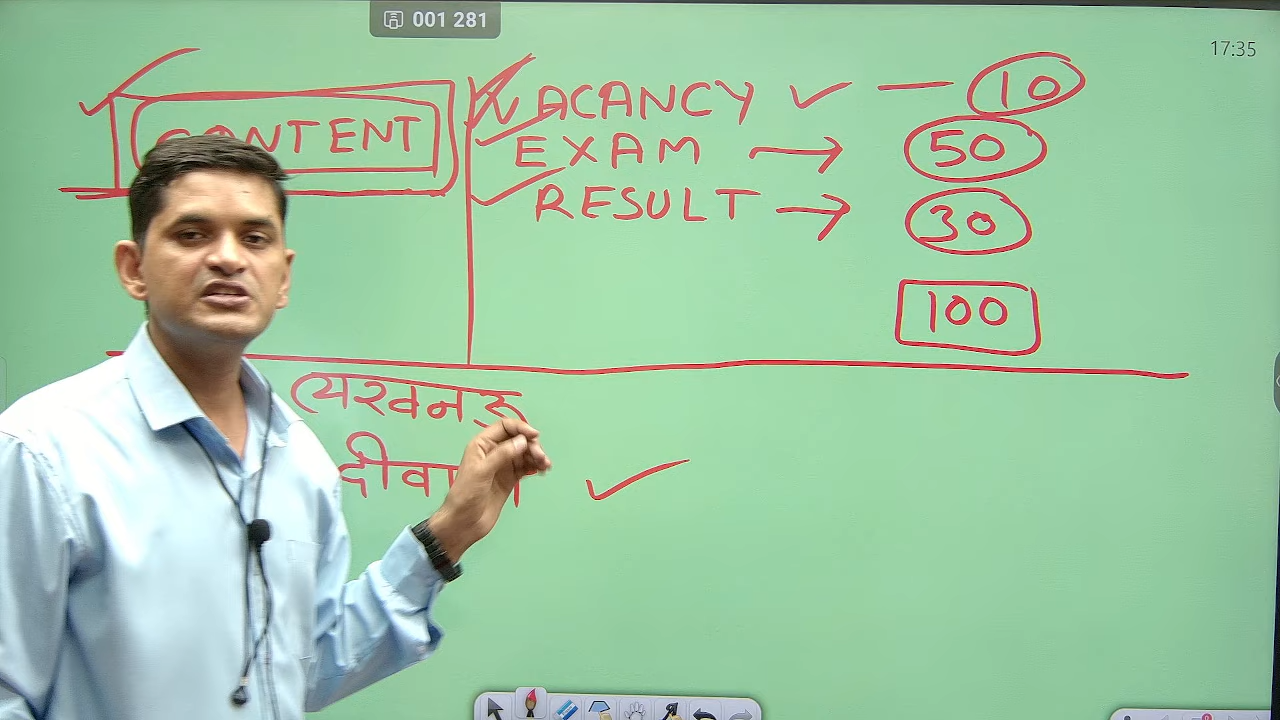 001 281
17:35
CONTENT
VACANCY ✓ — 10
EXAM → 50
RESULT → 30
100